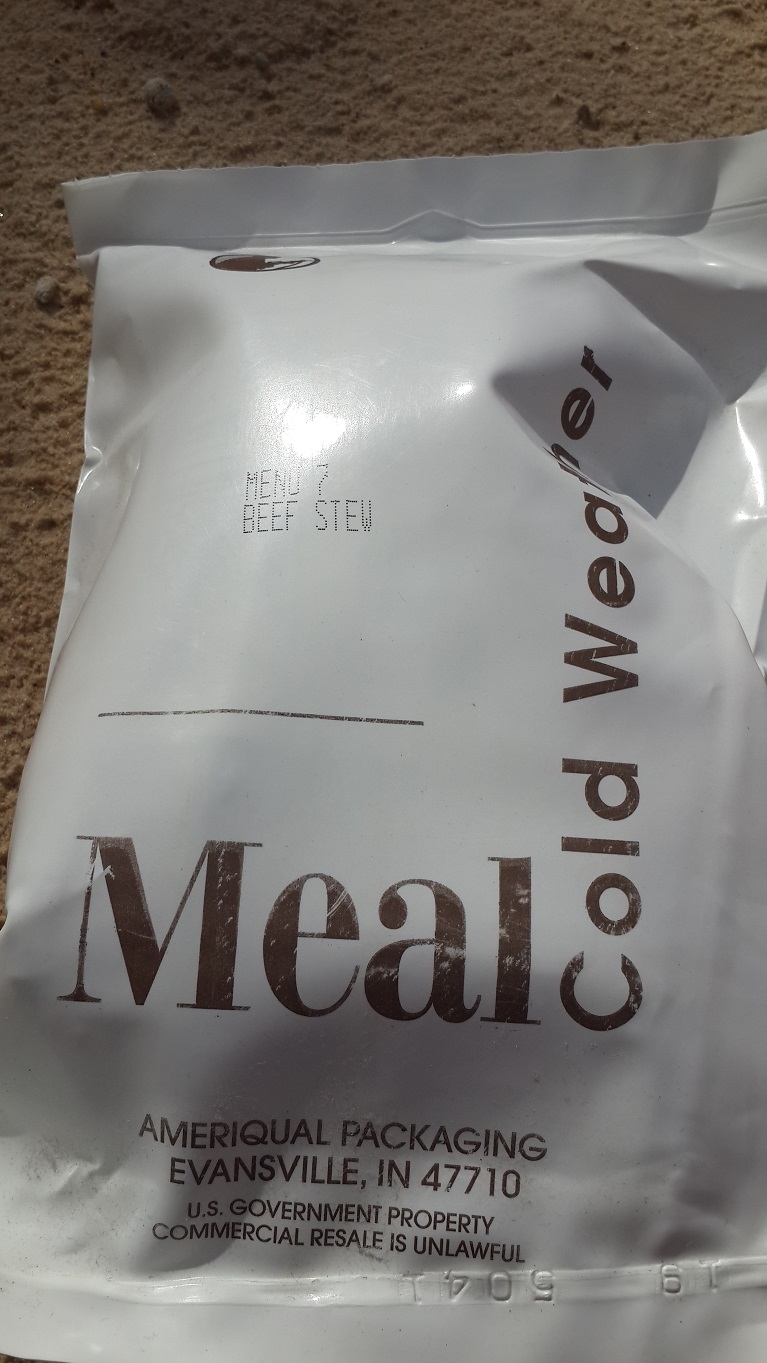 MENU 7
BEEF STEW
Meal
Cold Weather
AMERIQUAL PACKAGING
EVANSVILLE, IN 47710
U.S. GOVERNMENT PROPERTY
COMMERCIAL RESALE IS UNLAWFUL